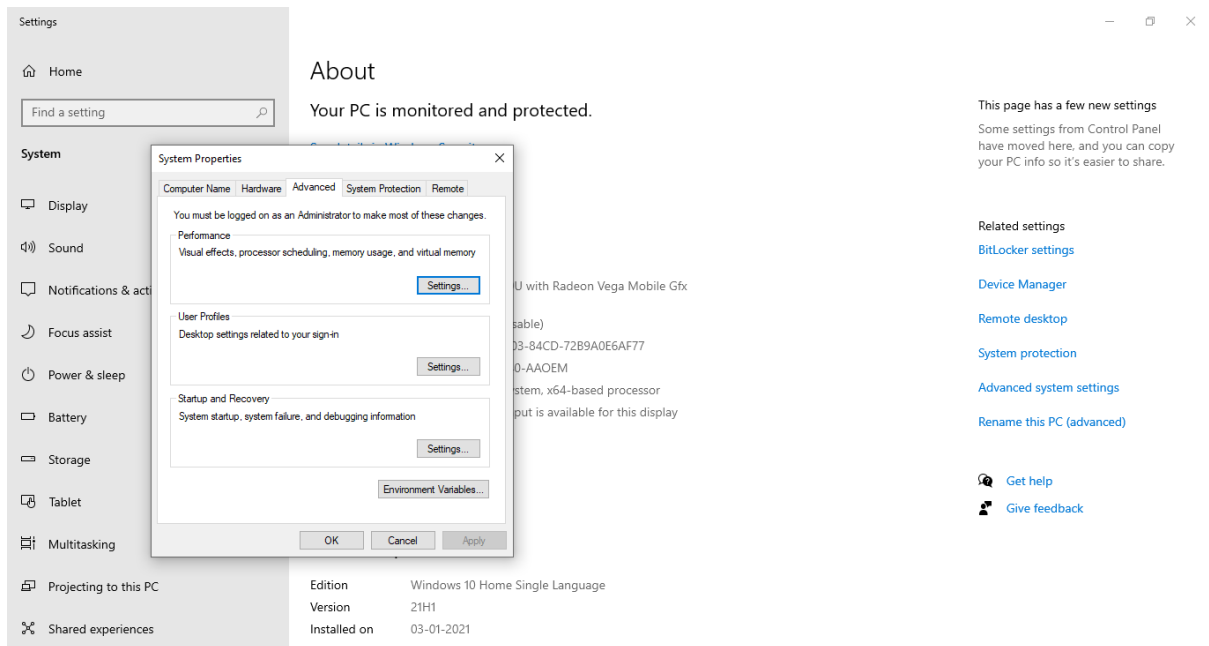 Settings
Home
Find a setting
System
Display
Sound
Notifications & acti
Focus assist
Power & sleep
Battery
Storage
Tablet
Multitasking
Projecting to this PC
Shared experiences
About
Your PC is monitored and protected.
System Properties
Computer Name Hardware Advanced System Protection Remote
You must be logged on as an Administrator to make most of these changes.
Performance
Visual effects, processor scheduling, memory usage, and virtual memory
Settings...
User Profiles
Desktop settings related to your sign-in
Settings...
Startup and Recovery
System startup, system failure, and debugging information
Settings...
Environment Variables...
OK Cancel Apply
U with Radeon Vega Mobile Gfx
sable)
03-84CD-72B9A0E6AF77
0-AAOEM
stem, x64-based processor
put is available for this display
Edition Windows 10 Home Single Language
Version 21H1
Installed on 03-01-2021
This page has a few new settings
Some settings from Control Panel
have moved here, and you can copy
your PC info so it's easier to share.
Related settings
BitLocker settings
Device Manager
Remote desktop
System protection
Advanced system settings
Rename this PC (advanced)
Get help
Give feedback